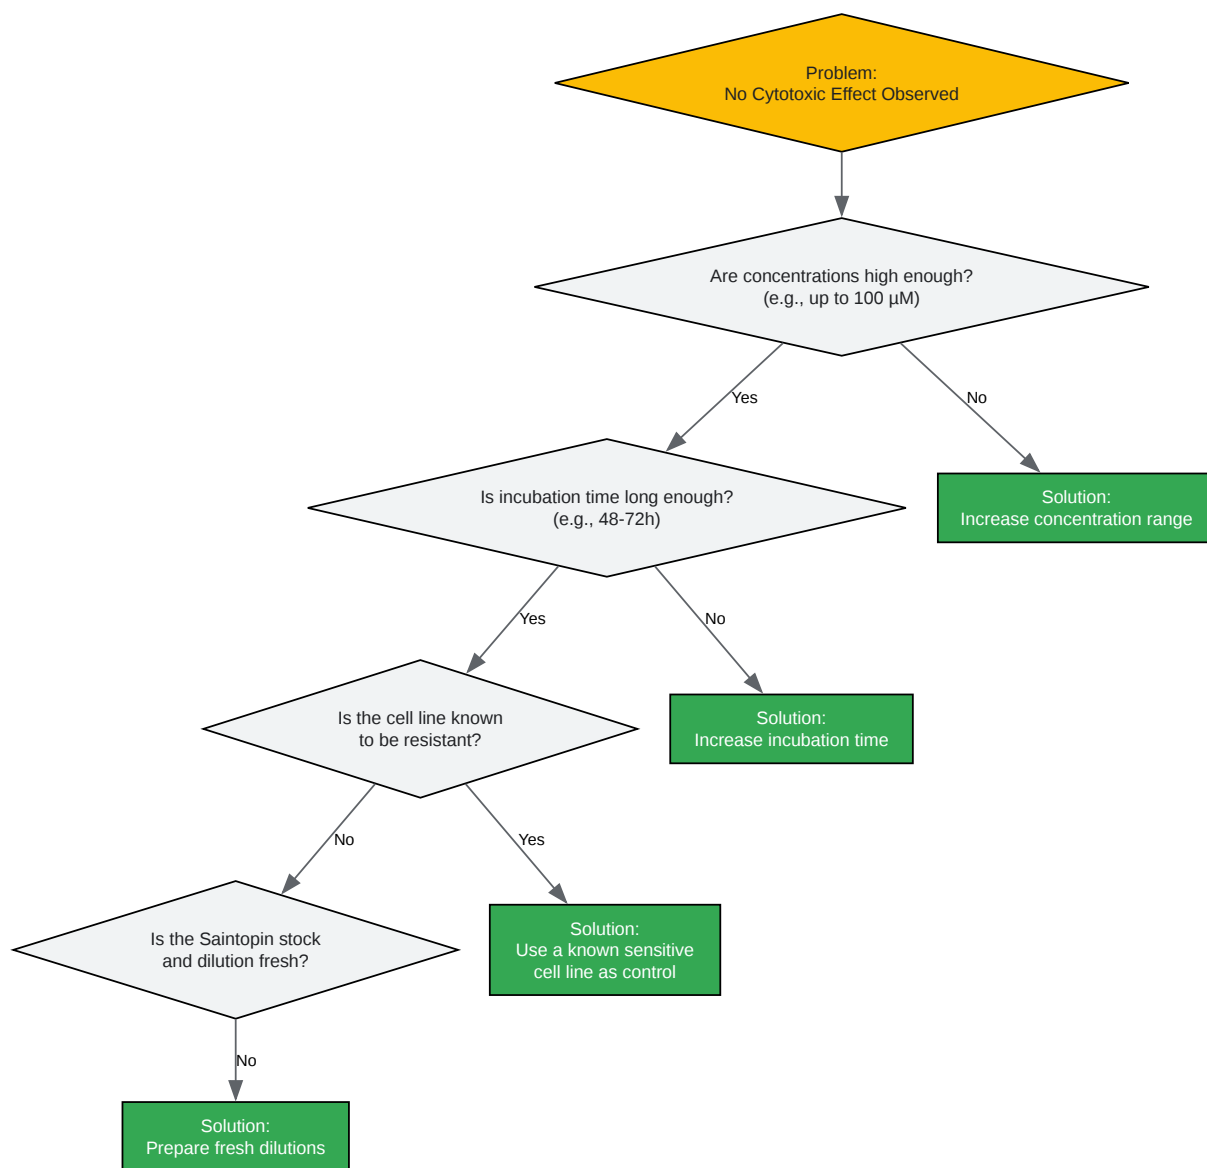 Problem:
No Cytotoxic Effect Observed
Are concentrations high enough?
(e.g., up to 100 µM)
Yes
No
Is incubation time long enough?
(e.g., 48-72h)
Solution:
Increase concentration range
Yes
No
Is the cell line known
to be resistant?
Solution:
Increase incubation time
No
Yes
Is the Saintopin stock
and dilution fresh?
Solution:
Use a known sensitive
cell line as control
No
Solution:
Prepare fresh dilutions